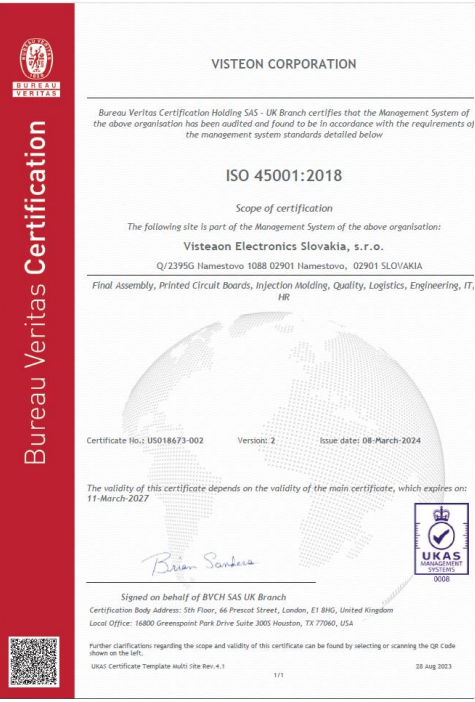 BUREAU
VERITAS
Bureau Veritas Certification
VISTEON CORPORATION
Bureau Veritas Certification Holding SAS – UK Branch certifies that the Management System of
the above organisation has been audited and found to be in accordance with the requirements of
the management system standards detailed below
ISO 45001:2018
Scope of certification
The following site is part of the Management System of the above organisation:
Visteaon Electronics Slovakia, s.r.o.
Q/2395G Namestovo 1088 02901 Namestovo, 02901 SLOVAKIA
Final Assembly, Printed Circuit Boards, Injection Molding, Quality, Logistics, Engineering, IT,
HR
Certificate No.: US018673-002 Version: 2 Issue date: 08-March-2024
The validity of this certificate depends on the validity of the main certificate, which expires on:
11-March-2027
Brian Sanders
UKAS
MANAGEMENT
SYSTEMS
0008
Signed on behalf of BVCH SAS UK Branch
Certification Body Address: 5th Floor, 66 Prescot Street, London, E1 8HG, United Kingdom
Local Office: 16800 Greenspoint Park Drive Suite 300S Houston, TX 77060, USA
Further clarifications regarding the scope and validity of this certificate can be found by selecting or scanning the QR Code
shown on the left.
UKAS Certificate Template Multi Site Rev.4.1 28 Aug 2023
1/1